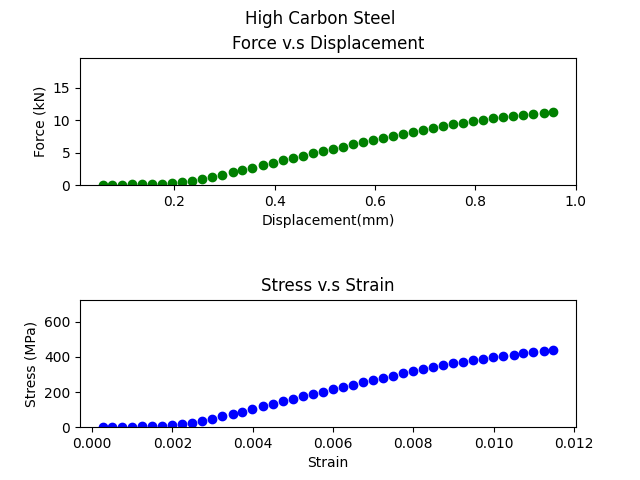 High Carbon Steel
Force v.s Displacement
15
10
5
0
Force (kN)
0.2 0.4 0.6 0.8 1.0
Displacement(mm)
Stress v.s Strain
600
400
200
0
Stress (MPa)
0.000 0.002 0.004 0.006 0.008 0.010 0.012
Strain